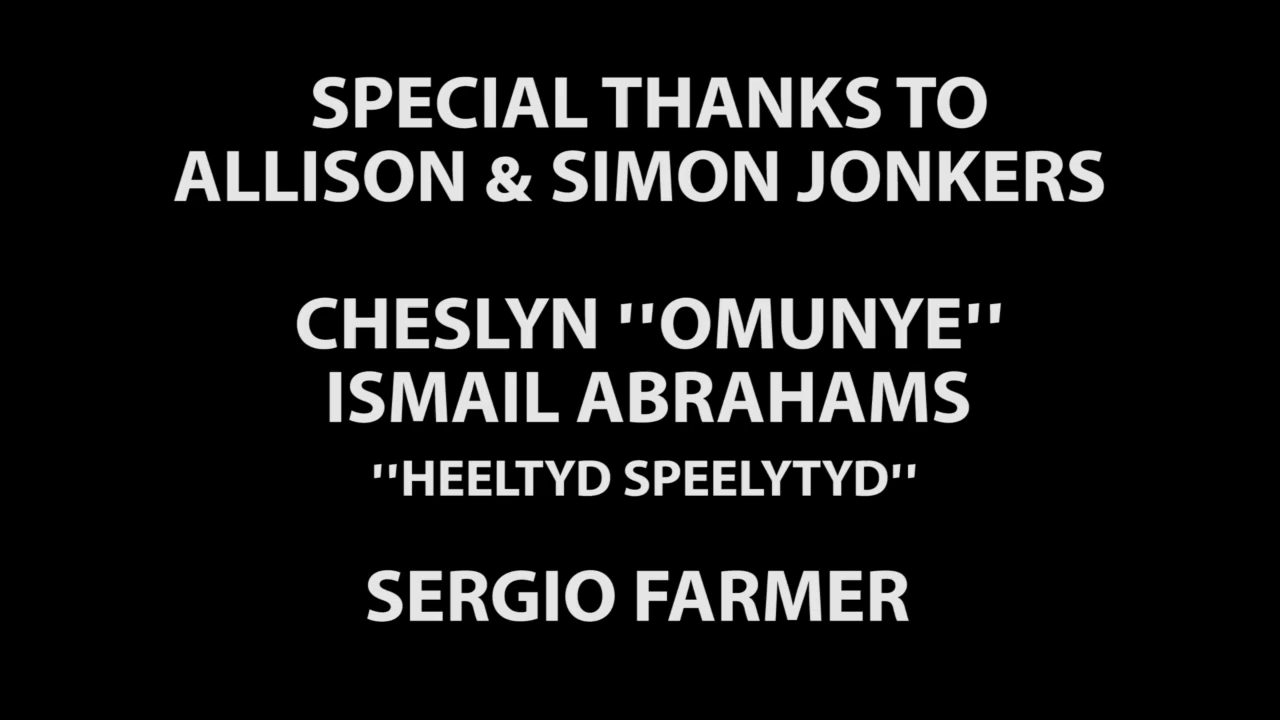 SPECIAL THANKS TO
ALLISON & SIMON JONKERS
CHESLYN ''OMUNYE''
ISMAIL ABRAHAMS
''HEELTYD SPEELYTYD''
SERGIO FARMER